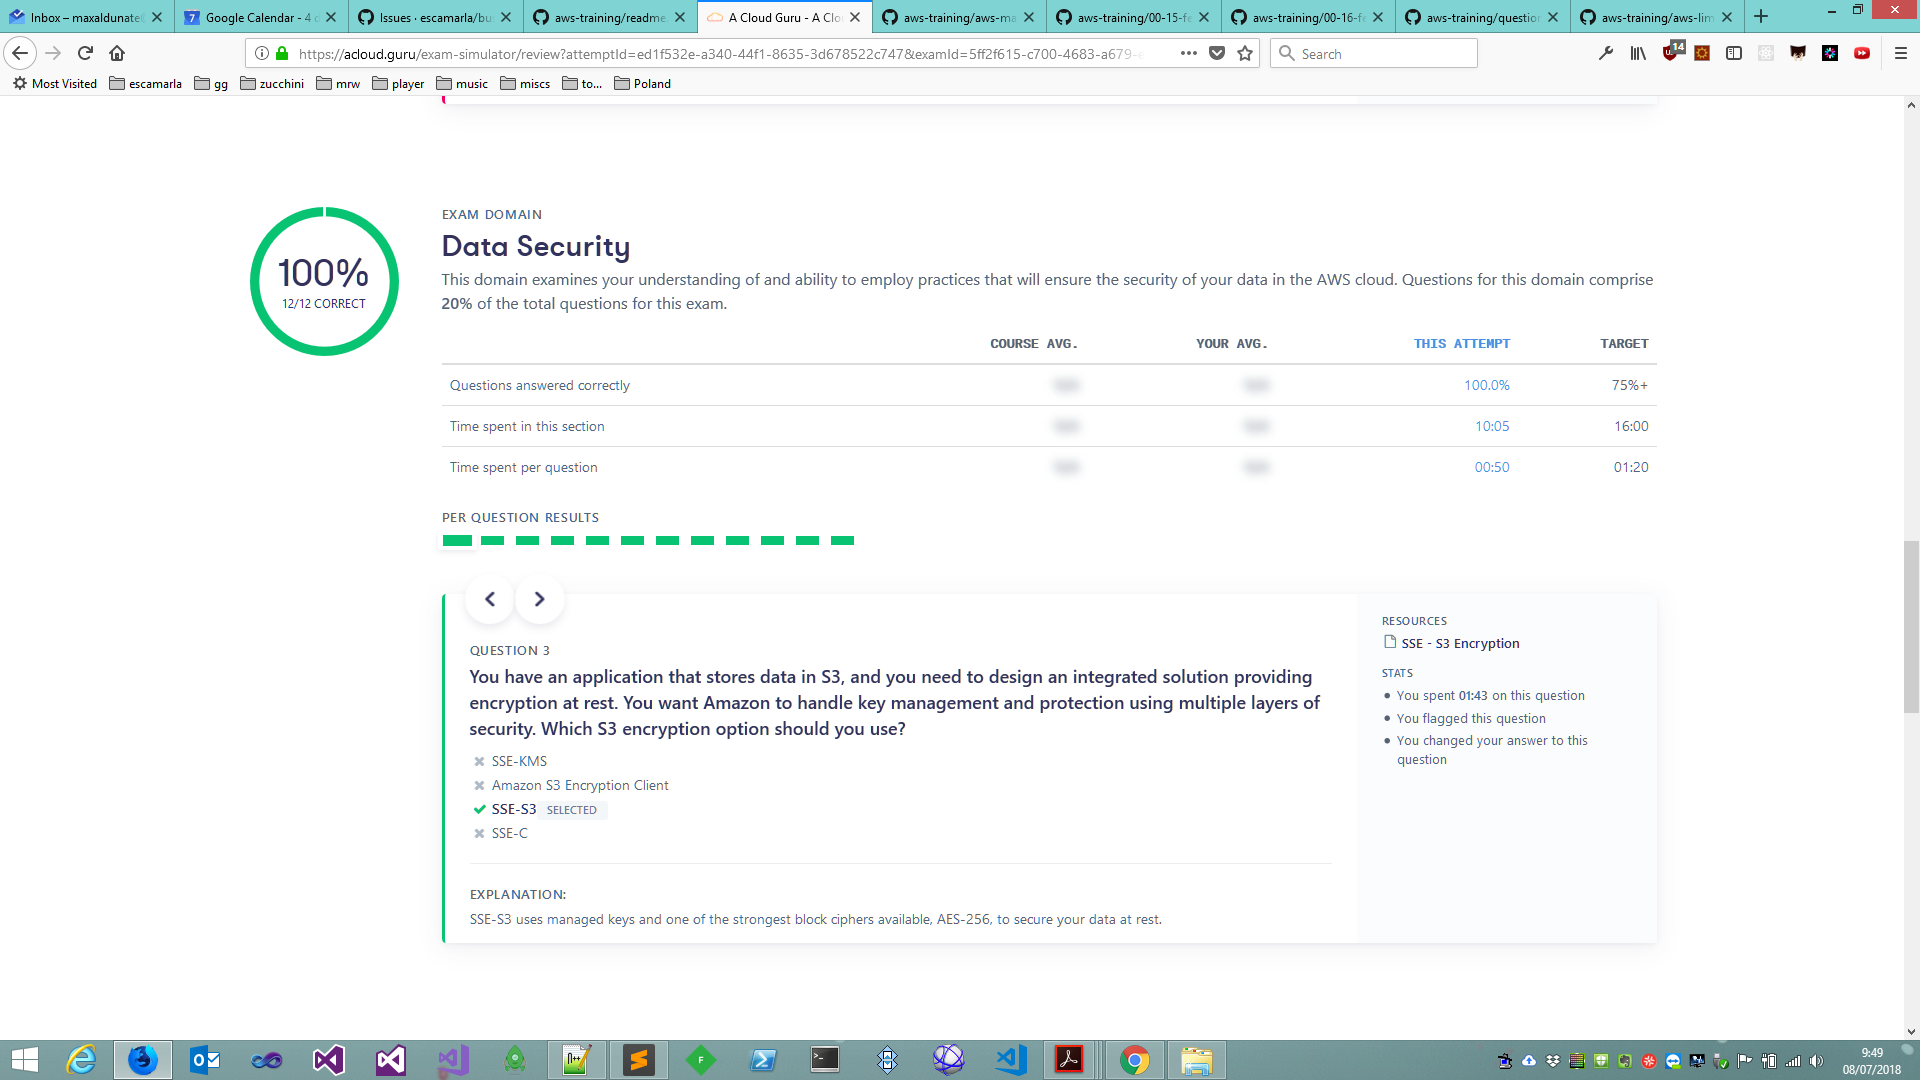 Inbox – maxaldunate
Google Calendar - 4
Issues · escamarla/bu
aws-training/readme
A Cloud Guru - A Clo
aws-training/aws-ma
aws-training/00-15-fe
aws-training/00-16-fe
aws-training/question
aws-training/aws-lim
https://acloud.guru/exam-simulator/review?attemptId=ed1f532e-a340-44f1-8635-3d678522c747&examId=5ff2f615-c700-4683-a679-e
Search
14
Most Visited escamarla gg zucchini mrw player music miscs to... Poland
EXAM DOMAIN
Data Security
100%
12/12 CORRECT
This domain examines your understanding of and ability to employ practices that will ensure the security of your data in the AWS cloud. Questions for this domain comprise
20% of the total questions for this exam.
COURSE AVG. YOUR AVG. THIS ATTEMPT TARGET
Questions answered correctly 100.0% 75%+
Time spent in this section 10:05 16:00
Time spent per question 00:50 01:20
PER QUESTION RESULTS
QUESTION 3
You have an application that stores data in S3, and you need to design an integrated solution providing
encryption at rest. You want Amazon to handle key management and protection using multiple layers of
security. Which S3 encryption option should you use?
SSE-KMS
Amazon S3 Encryption Client
SSE-S3 SELECTED
SSE-C
EXPLANATION:
SSE-S3 uses managed keys and one of the strongest block ciphers available, AES-256, to secure your data at rest.
RESOURCES
SSE - S3 Encryption
STATS
You spent 01:43 on this question
You flagged this question
You changed your answer to this
question
9:49
08/07/2018